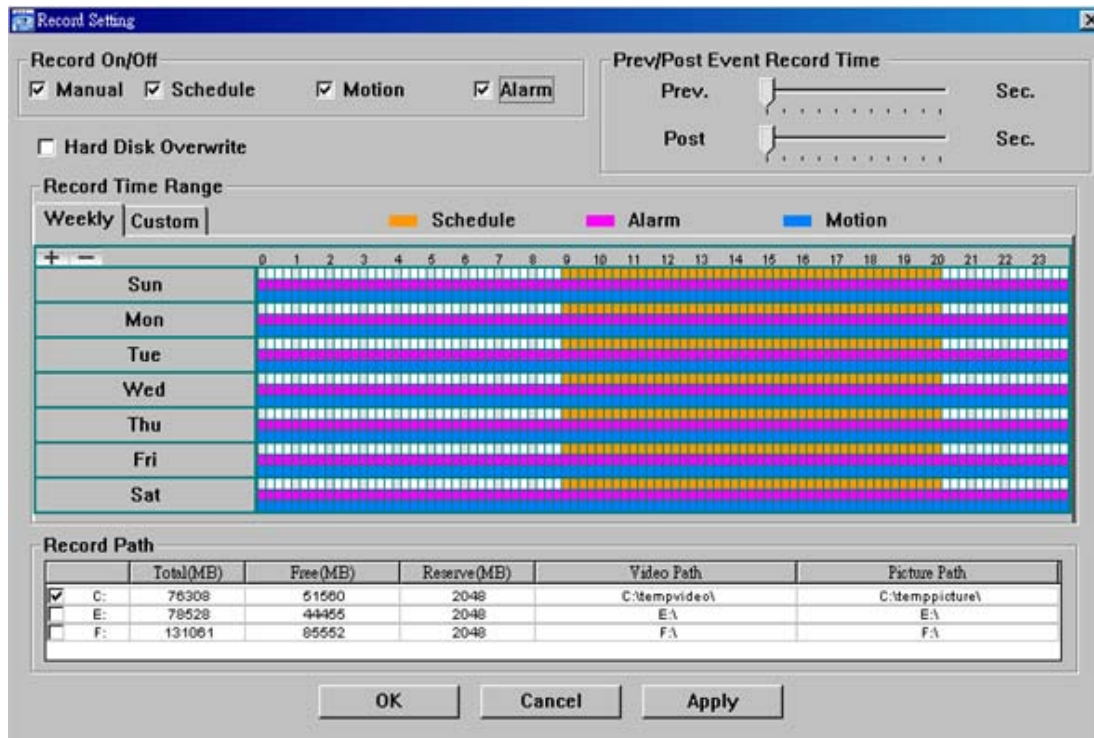 Record Setting
Record On/Off
Manual Schedule Motion Alarm
Prev/Post Event Record Time
Prev. Sec.
Post Sec.
Hard Disk Overwrite
Record Time Range
Weekly Custom Schedule Alarm Motion
+ - 0 1 2 3 4 5 6 7 8 9 10 11 12 13 14 15 16 17 18 19 20 21 22 23
Sun
Mon
Tue
Wed
Thu
Fri
Sat
Record Path
Total(MB) Free(MB) Reserve(MB) Video Path Picture Path
C: 76308 51560 2048 C:\tempvideo\ C:\temppicture\
E: 78528 44455 2048 E:\ E:\
F: 131061 85552 2048 F:\ F:\
OK Cancel Apply